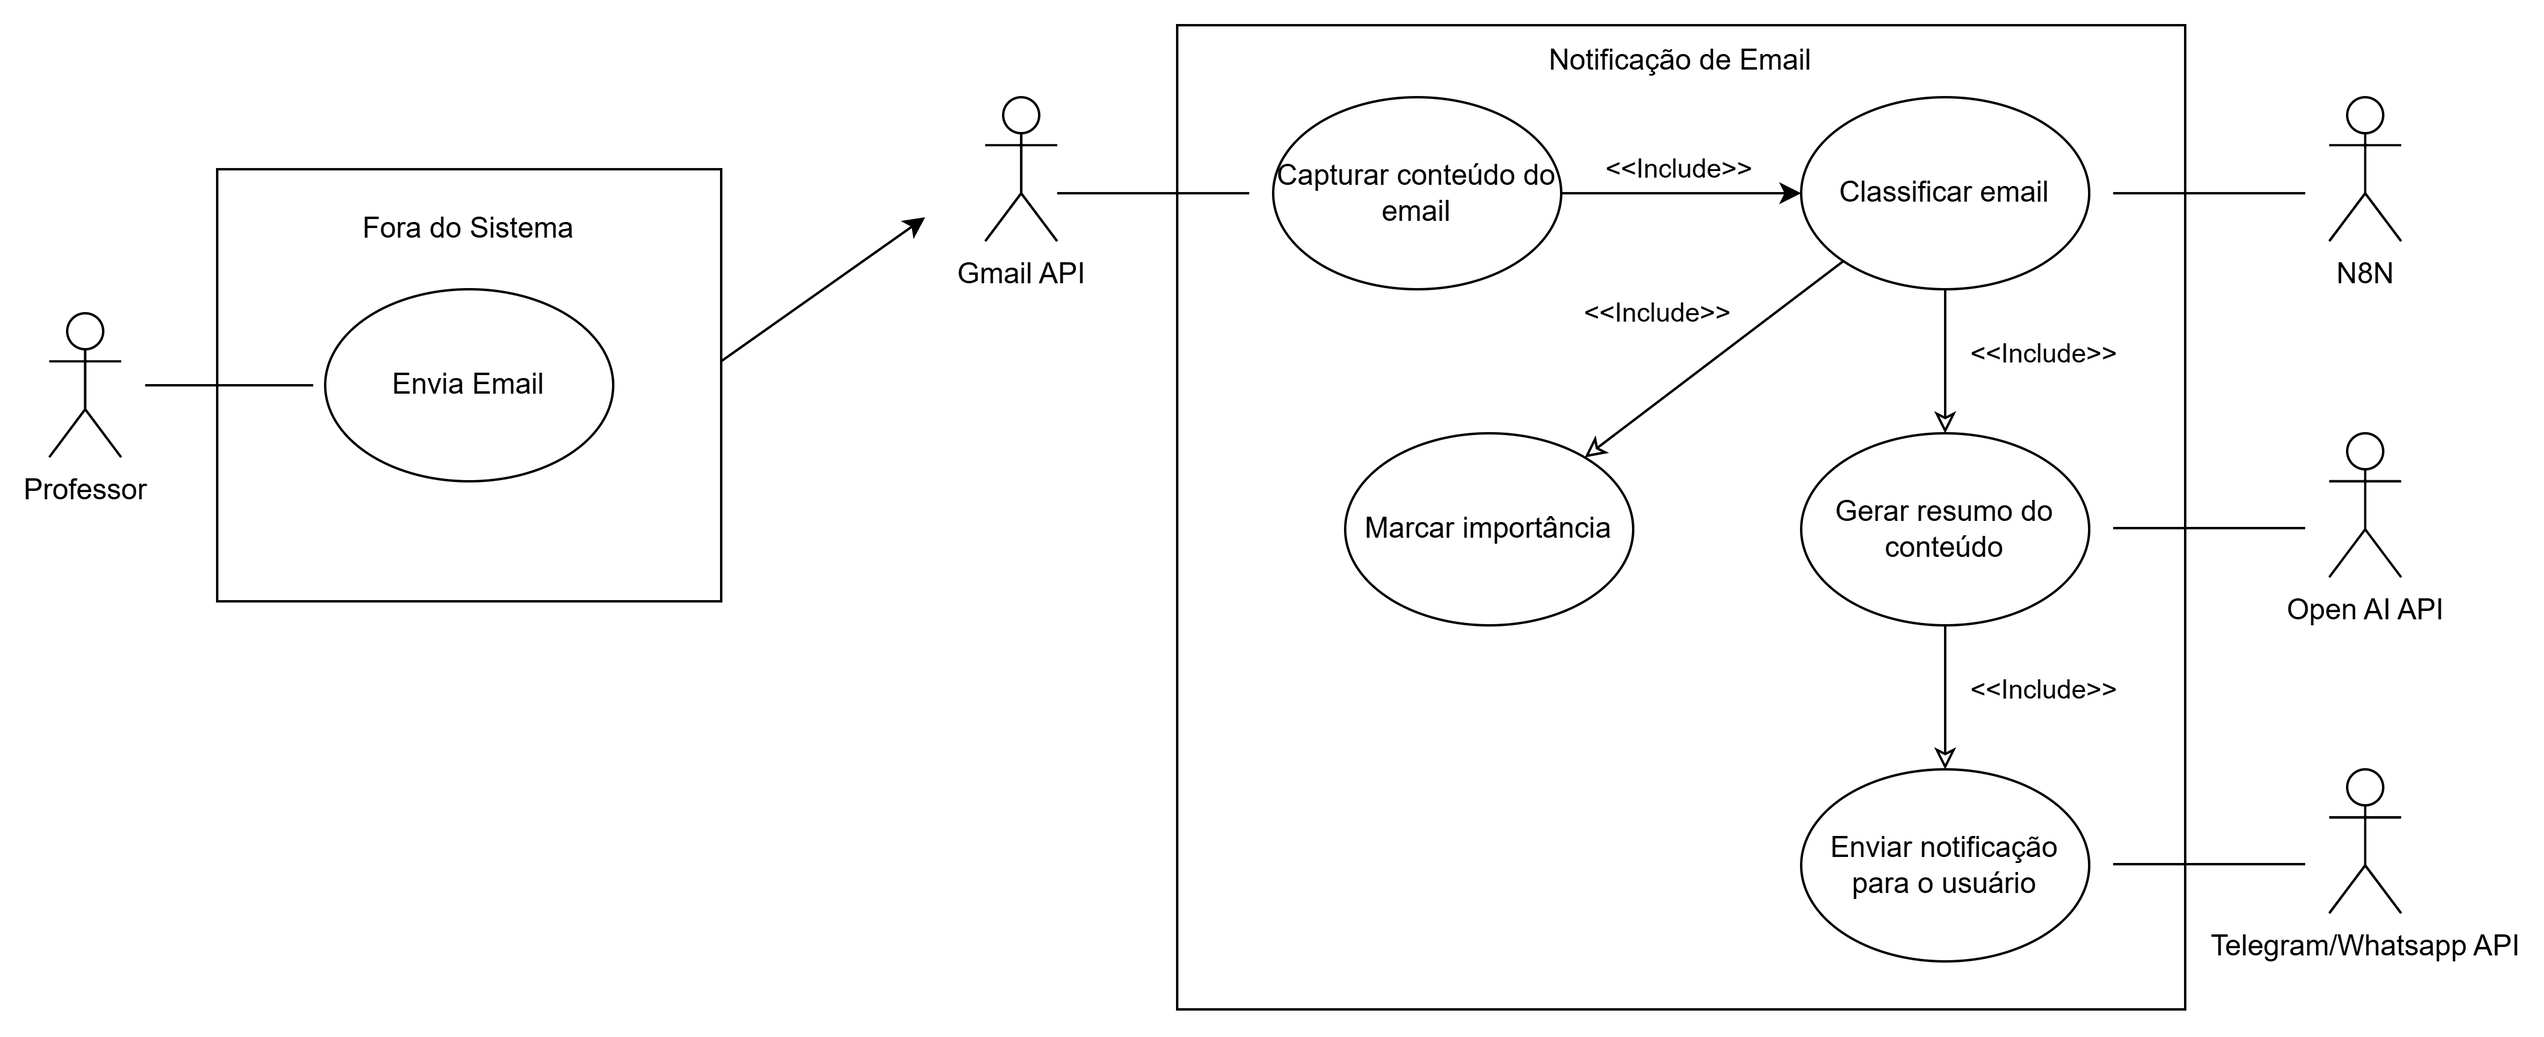 Notificação de Email
Capturar conteúdo do
email
<<Include>>
Classificar email
Fora do Sistema
Gmail API
N8N
<<Include>>
<<Include>>
Envia Email
Professor
Marcar importância
Gerar resumo do
conteúdo
Open AI API
<<Include>>
Enviar notificação
para o usuário
Telegram/Whatsapp API